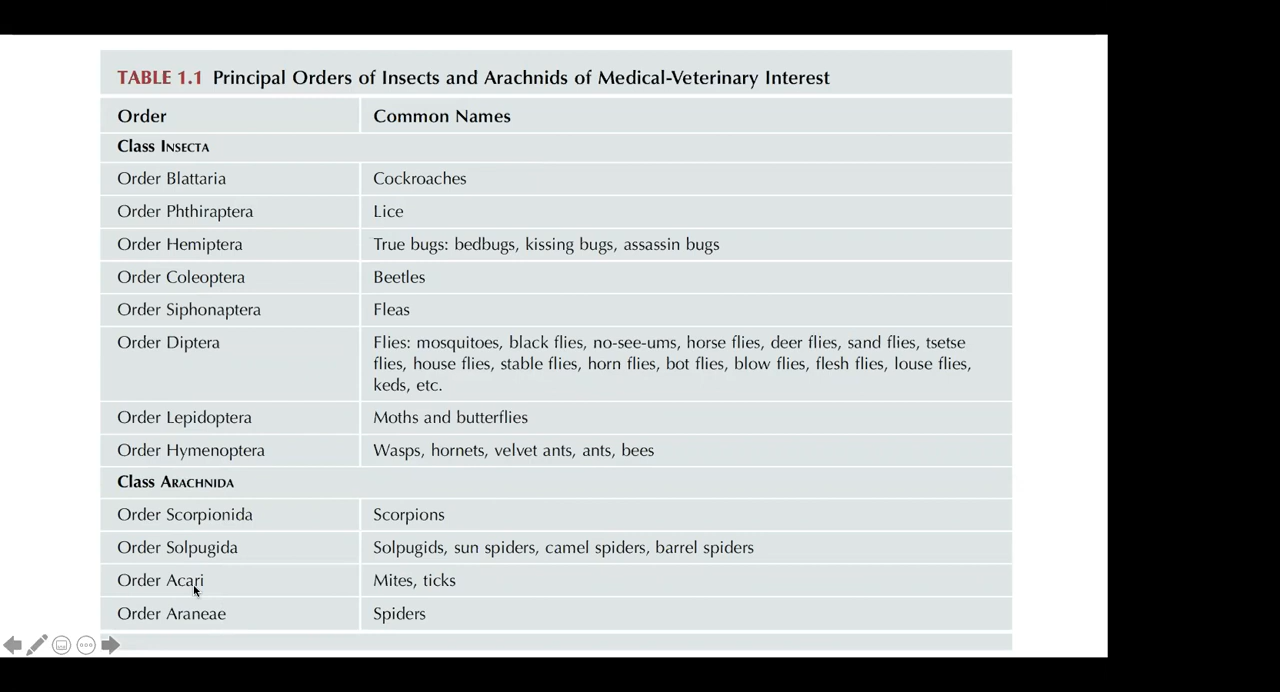 TABLE 1.1 Principal Orders of Insects and Arachnids of Medical-Veterinary Interest
Order Common Names
Class INSECTA
Order Blattaria Cockroaches
Order Phthiraptera Lice
Order Hemiptera True bugs: bedbugs, kissing bugs, assassin bugs
Order Coleoptera Beetles
Order Siphonaptera Fleas
Order Diptera Flies: mosquitoes, black flies, no-see-ums, horse flies, deer flies, sand flies, tsetse
flies, house flies, stable flies, horn flies, bot flies, blow flies, flesh flies, louse flies,
keds, etc.
Order Lepidoptera Moths and butterflies
Order Hymenoptera Wasps, hornets, velvet ants, ants, bees
Class ARACHNIDA
Order Scorpionida Scorpions
Order Solpugida Solpugids, sun spiders, camel spiders, barrel spiders
Order Acari Mites, ticks
Order Araneae Spiders